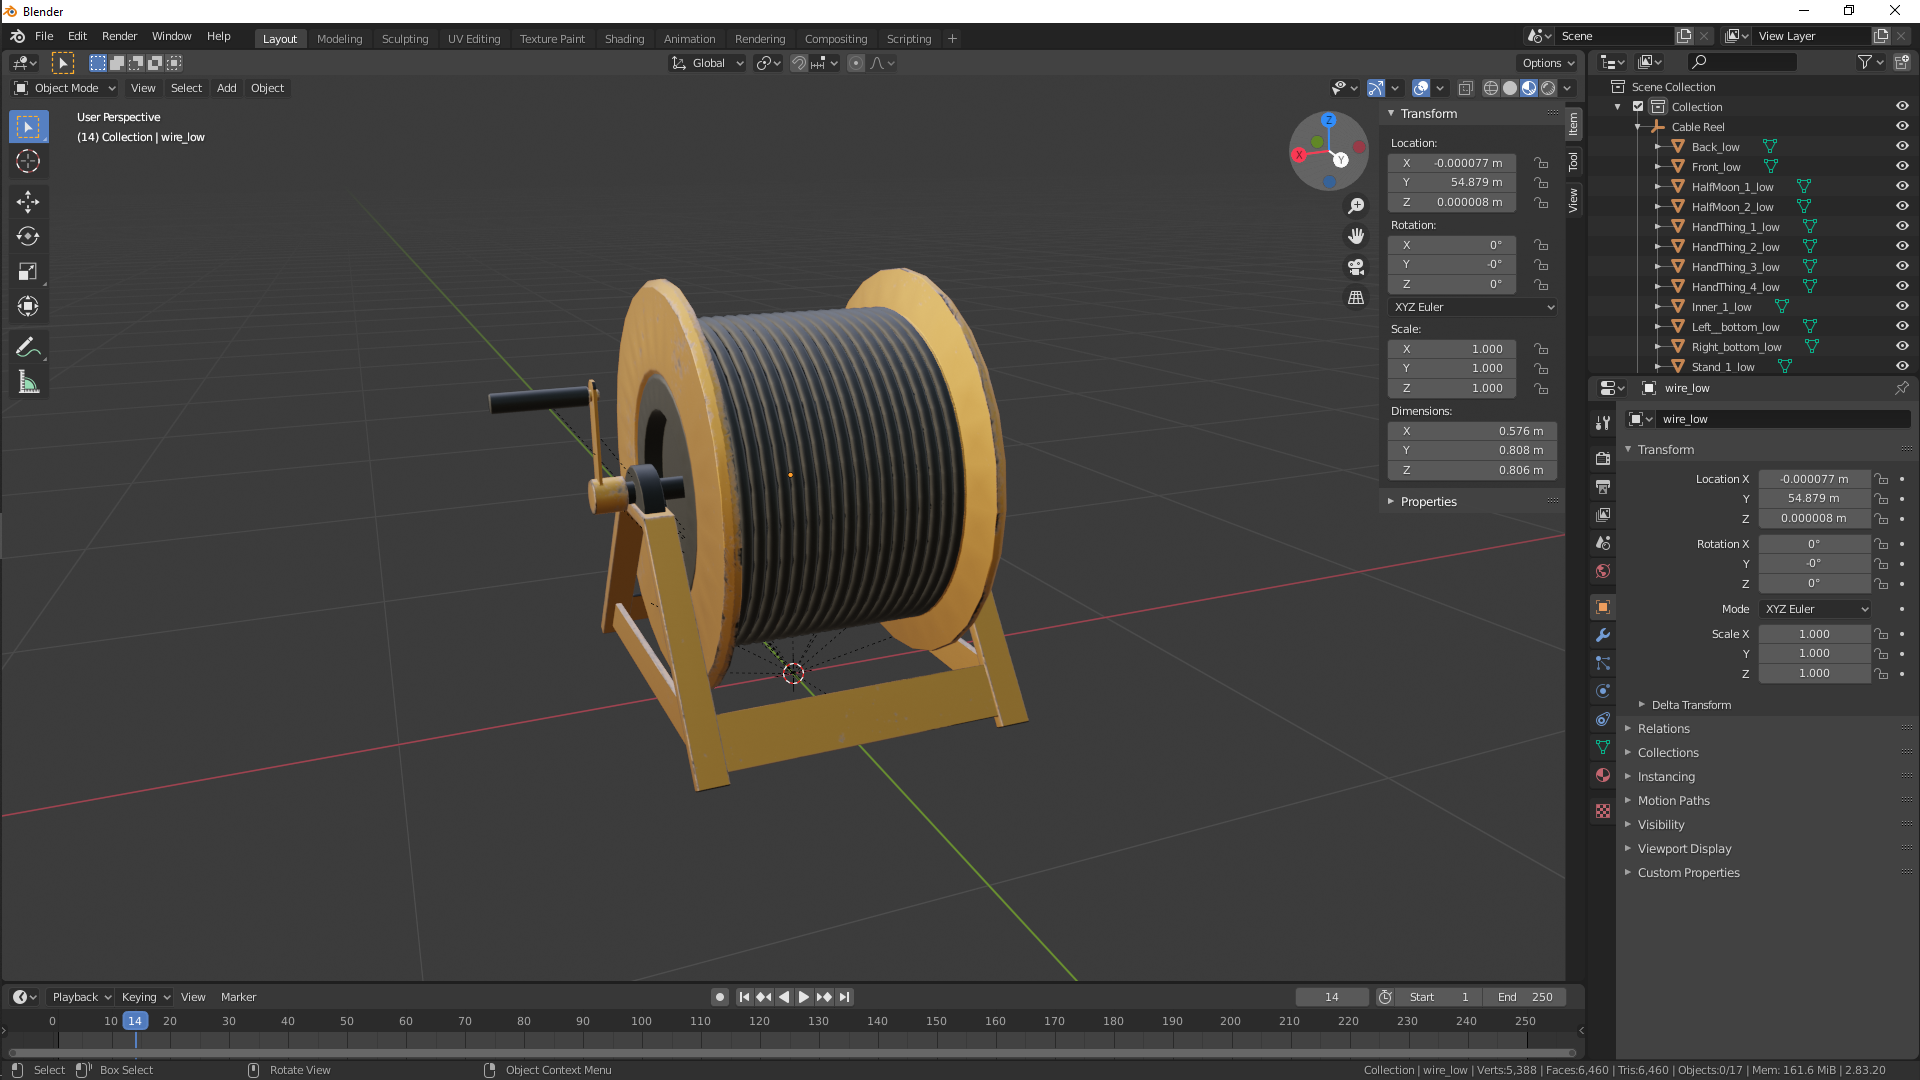 Blender
File Edit Render Window Help Layout Modeling Sculpting UV Editing Texture Paint Shading Animation Rendering Compositing Scripting + Scene View Layer
Global Options
Object Mode View Select Add Object
User Perspective
(14) Collection | wire_low
Z
X
Y
Transform
Location:
X -0.000077 m
Y 54.879 m
Z 0.000008 m
Rotation:
X 0°
Y -0°
Z 0°
XYZ Euler
Scale:
X 1.000
Y 1.000
Z 1.000
Dimensions:
X 0.576 m
Y 0.808 m
Z 0.806 m
Properties
Item
Tool
View
Scene Collection
Collection
Cable Reel
Back_low
Front_low
HalfMoon_1_low
HalfMoon_2_low
HandThing_1_low
HandThing_2_low
HandThing_3_low
HandThing_4_low
Inner_1_low
Left__bottom_low
Right_bottom_low
Stand_1_low
wire_low
wire_low
Transform
Location X -0.000077 m
Y 54.879 m
Z 0.000008 m
Rotation X 0°
Y -0°
Z 0°
Mode XYZ Euler
Scale X 1.000
Y 1.000
Z 1.000
Delta Transform
Relations
Collections
Instancing
Motion Paths
Visibility
Viewport Display
Custom Properties
Playback Keying View Marker 14 Start 1 End 250
0 10 14 20 30 40 50 60 70 80 90 100 110 120 130 140 150 160 170 180 190 200 210 220 230 240 250
Select Box Select Rotate View Object Context Menu Collection | wire_low | Verts:5,388 | Faces:6,460 | Tris:6,460 | Objects:0/17 | Mem: 161.6 MiB | 2.83.20